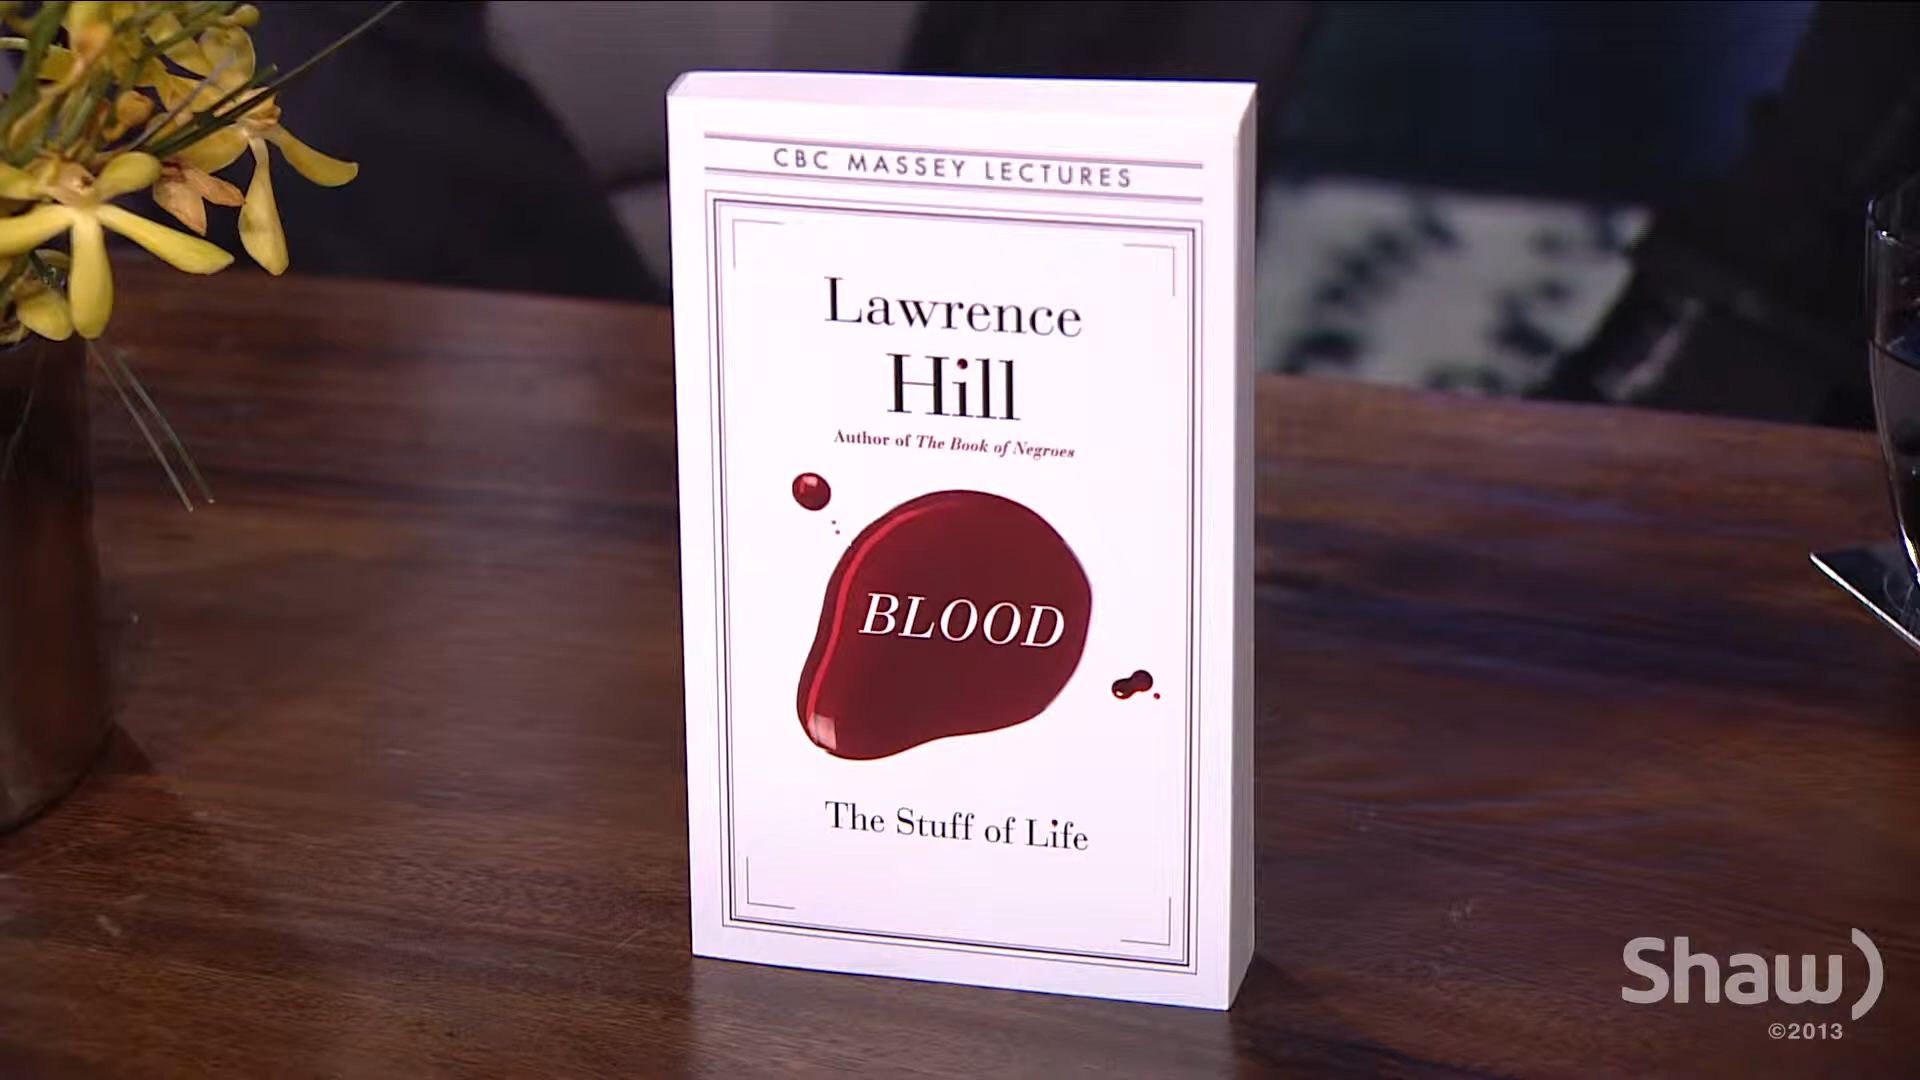 CBC MASSEY LECTURES
Lawrence
Hill
Author of The Book of Negroes
BLOOD
The Stuff of Life
Shaw)
©2013